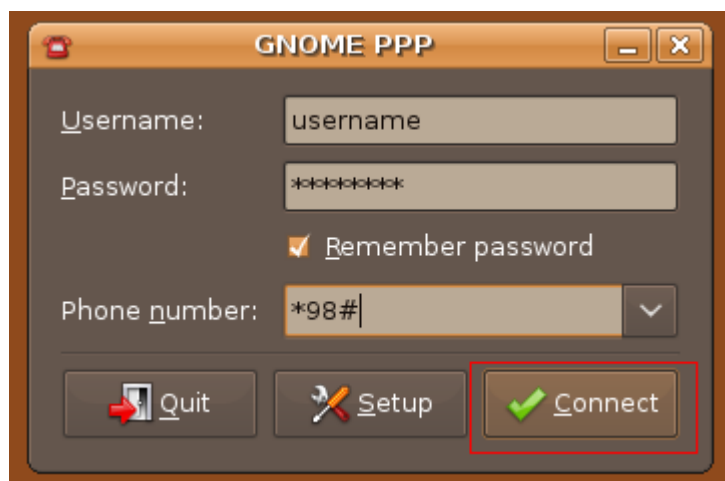 GNOME PPP
Username: username
Password: ********
Remember password
Phone number: *98#
Quit Setup Connect